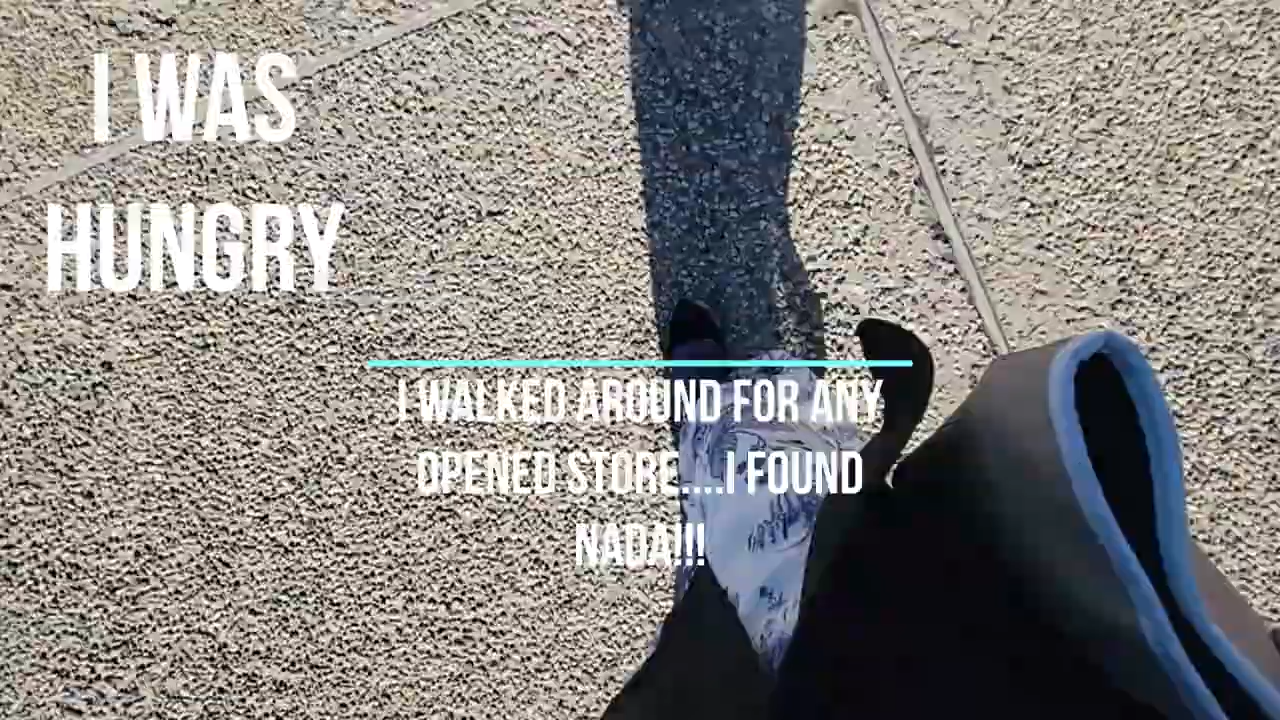 I WAS
HUNGRY
I WALKED AROUND FOR ANY
OPENED STORE....I FOUND
NADA!!!